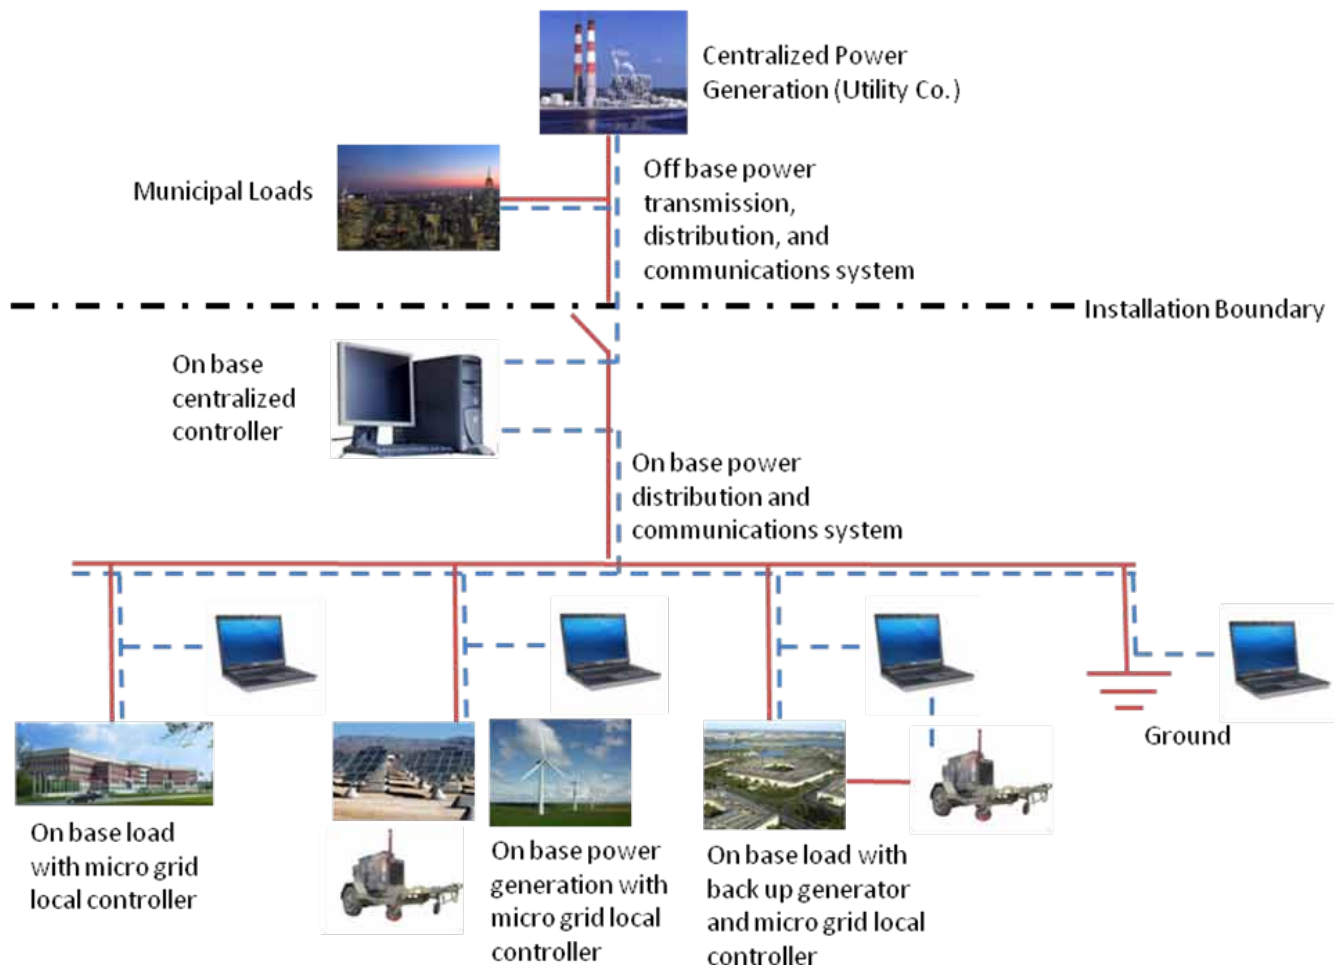 Centralized Power
Generation (Utility Co.)
Municipal Loads
Off base power
transmission,
distribution, and
communications system
Installation Boundary
On base
centralized
controller
On base power
distribution and
communications system
Ground
On base load
with micro grid
local controller
On base power
generation with
micro grid local
controller
On base load with
back up generator
and micro grid local
controller